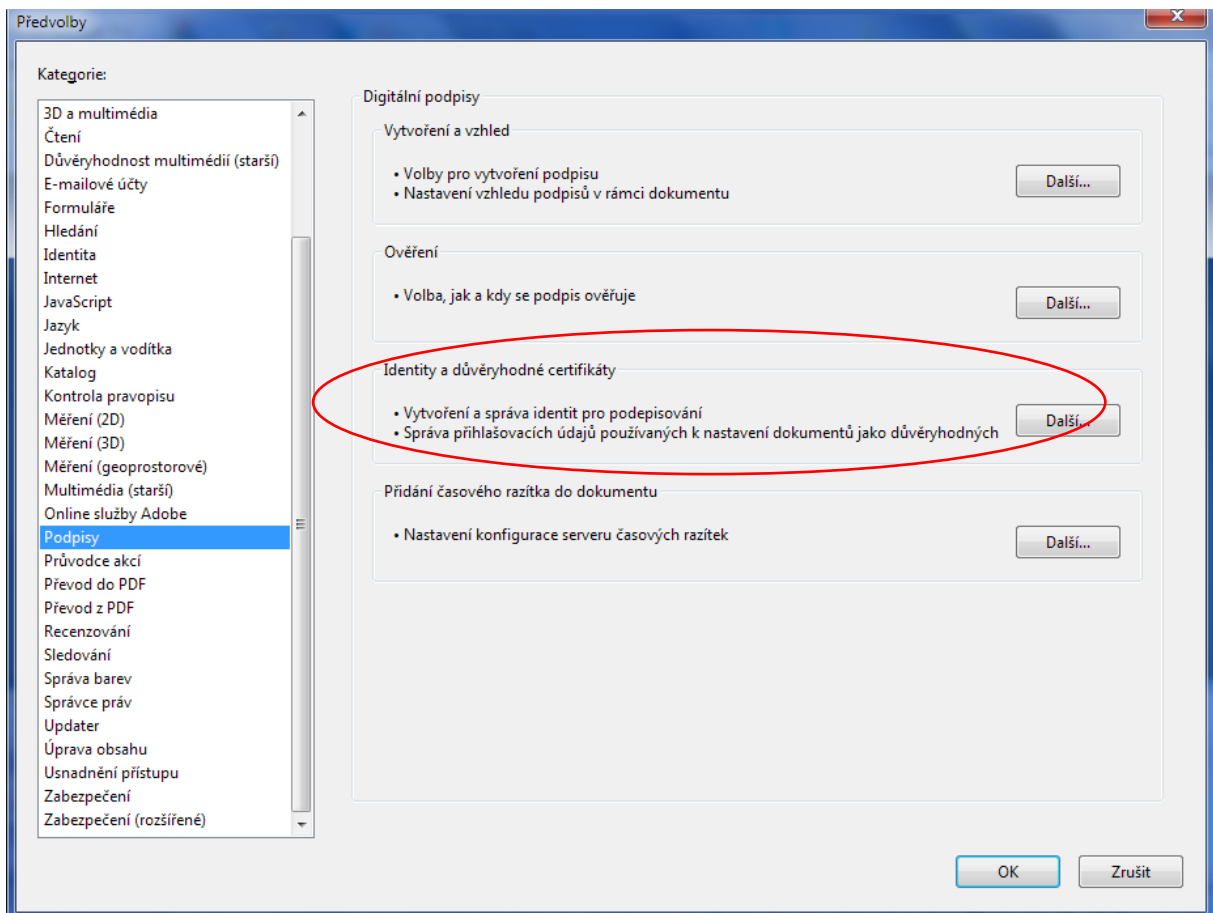 Předvolby
x
Kategorie:
3D a multimédia
Čtení
Důvěryhodnost multimédií (starší)
E-mailové účty
Formuláře
Hledání
Identita
Internet
JavaScript
Jazyk
Jednotky a vodítka
Katalog
Kontrola pravopisu
Měření (2D)
Měření (3D)
Měření (geoprostorové)
Multimédia (starší)
Online služby Adobe
Podpisy
Průvodce akcí
Převod do PDF
Převod z PDF
Recenzování
Sledování
Správa barev
Správce práv
Updater
Úprava obsahu
Usnadnění přístupu
Zabezpečení
Zabezpečení (rozšířené)
Digitální podpisy
Vytvoření a vzhled
• Volby pro vytvoření podpisu
• Nastavení vzhledu podpisů v rámci dokumentu
Další...
Ověření
• Volba, jak a kdy se podpis ověřuje
Další...
Identity a důvěryhodné certifikáty
• Vytvoření a správa identit pro podepisování
• Správa přihlašovacích údajů používaných k nastavení dokumentů jako důvěryhodných
Další...
Přidání časového razítka do dokumentu
• Nastavení konfigurace serveru časových razítek
Další...
OK
Zrušit